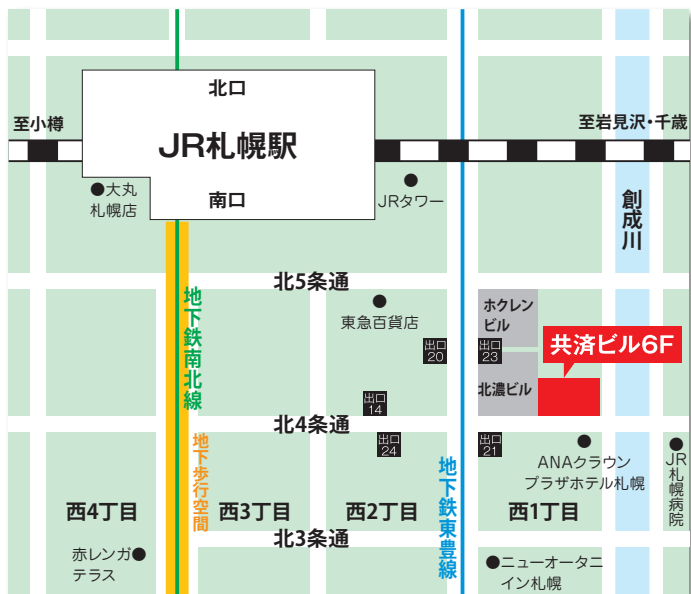 北口
至小樽
至岩見沢・千歳
JR札幌駅
●大丸
札幌店
南口
JRタワー
創成川
北5条通
地下鉄南北線
東急百貨店
ホクレン
ビル
出口
20
出口
23
共済ビル6F
北濃ビル
出口
14
北4条通
出口
24
出口
21
地下歩行空間
地下鉄東豊線
ANAクラウン
プラザホテル札幌
JR札幌病院
西4丁目
西3丁目
西2丁目
西1丁目
北3条通
赤レンガ●
テラス
●ニューオータニ
イン札幌